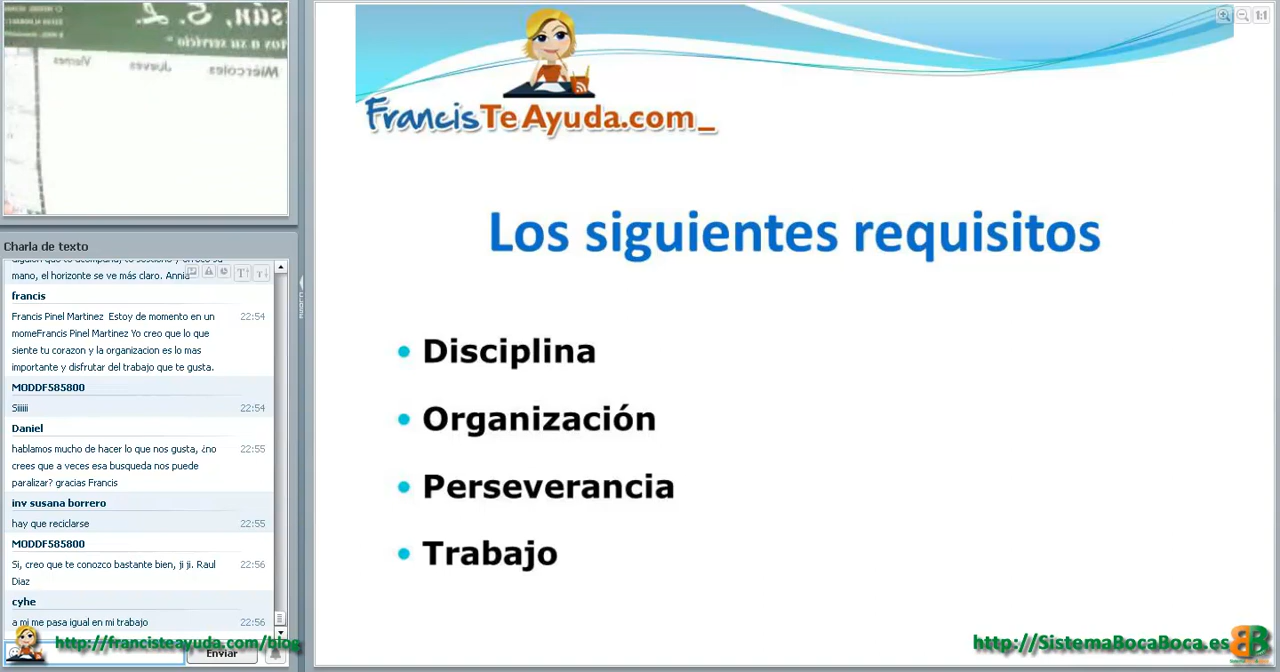 sán, S. L.
toy a su servicio
Miércoles Jueves Viernes
Charla de texto
mano, el horizonte se ve más claro. Annia
francis
Francis Pinel Martinez Estoy de momento en un 22:54
momeFrancis Pinel Martinez Yo creo que lo que
siente tu corazon y la organizacion es lo mas
importante y disfrutar del trabajo que te gusta.
MODDF585800
Siiiii 22:54
Daniel
hablamos mucho de hacer lo que nos gusta, ¿no 22:55
crees que a veces esa busqueda nos puede
paralizar? gracias Francis
inv susana borrero
hay que reciclarse 22:55
MODDF585800
Si, creo que te conozco bastante bien, ji ji. Raul 22:56
Diaz
cyhe
a mi me pasa igual en mi trabajo 22:56
http://francisteayuda.com/blog
Enviar
1:1
FrancisTeAyuda.com_
Los siguientes requisitos
• Disciplina
• Organización
• Perseverancia
• Trabajo
http://SistemaBocaBoca.es